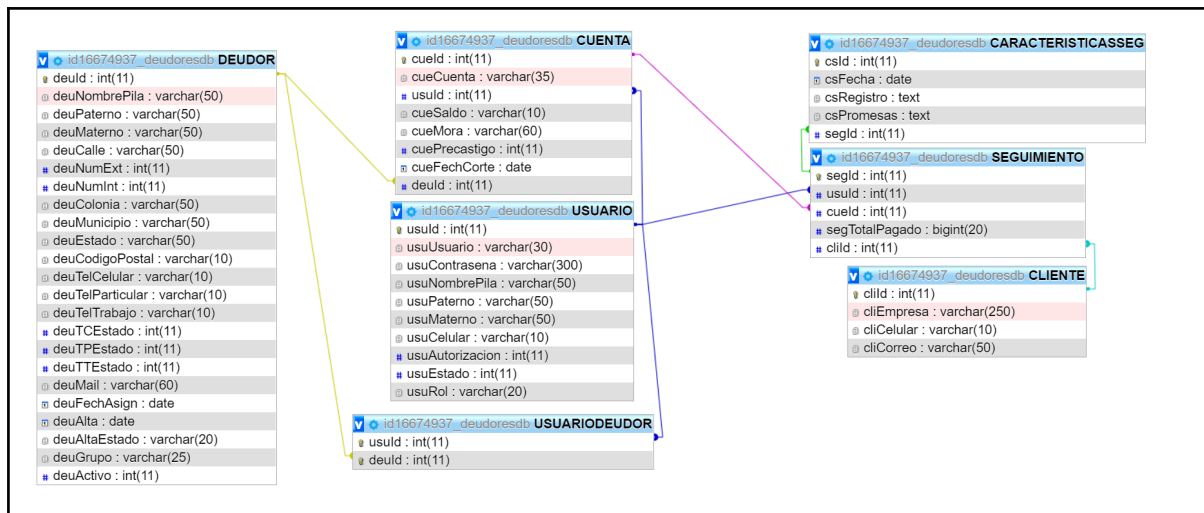 id16674937_deudoresdb DEUDOR
deuId : int(11)
deuNombrePila : varchar(50)
deuPaterno : varchar(50)
deuMaterno : varchar(50)
deuCalle : varchar(50)
deuNumExt : int(11)
deuNumInt : int(11)
deuColonia : varchar(50)
deuMunicipio : varchar(50)
deuEstado : varchar(50)
deuCodigoPostal : varchar(10)
deuTelCelular : varchar(10)
deuTelParticular : varchar(10)
deuTelTrabajo : varchar(10)
deuTCEstado : int(11)
deuTPEstado : int(11)
deuTTEstado : int(11)
deuMail : varchar(60)
deuFechAsign : date
deuAlta : date
deuAltaEstado : varchar(20)
deuGrupo : varchar(25)
deuActivo : int(11)
id16674937_deudoresdb CUENTA
cueId : int(11)
cueCuenta : varchar(35)
usuId : int(11)
cueSaldo : varchar(10)
cueMora : varchar(60)
cuePrecastigo : int(11)
cueFechCorte : date
deuId : int(11)
id16674937_deudoresdb USUARIO
usuId : int(11)
usuUsuario : varchar(30)
usuContrasena : varchar(300)
usuNombrePila : varchar(50)
usuPaterno : varchar(50)
usuMaterno : varchar(50)
usuCelular : varchar(10)
usuAutorizacion : int(11)
usuEstado : int(11)
usuRol : varchar(20)
id16674937_deudoresdb USUARIODEUDOR
usuId : int(11)
deuId : int(11)
id16674937_deudoresdb CARACTERISTICASSEG
csId : int(11)
csFecha : date
csRegistro : text
csPromesas : text
segId : int(11)
id16674937_deudoresdb SEGUIMIENTO
segId : int(11)
usuId : int(11)
cueId : int(11)
segTotalPagado : bigint(20)
cliId : int(11)
id16674937_deudoresdb CLIENTE
cliId : int(11)
cliEmpresa : varchar(250)
cliCelular : varchar(10)
cliCorreo : varchar(50)